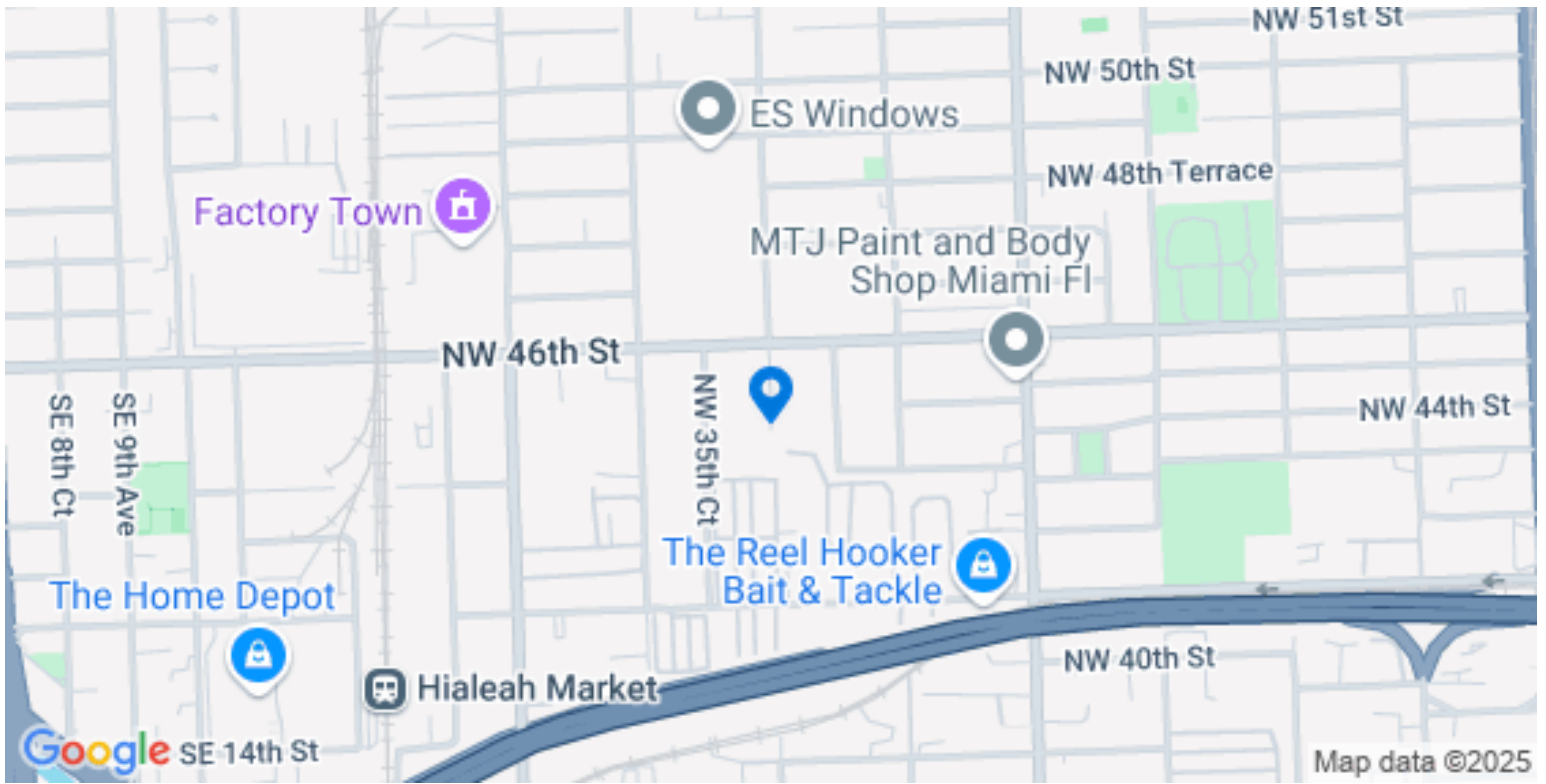 NW 51st St
NW 50th St
ES Windows
NW 48th Terrace
Factory Town
MTJ Paint and Body
Shop Miami Fl
NW 46th St
SE 8th Ct
SE 9th Ave
NW 35th Ct
NW 44th St
The Reel Hooker
Bait & Tackle
The Home Depot
NW 40th St
Hialeah Market
Google
SE 14th St
Map data ©2025